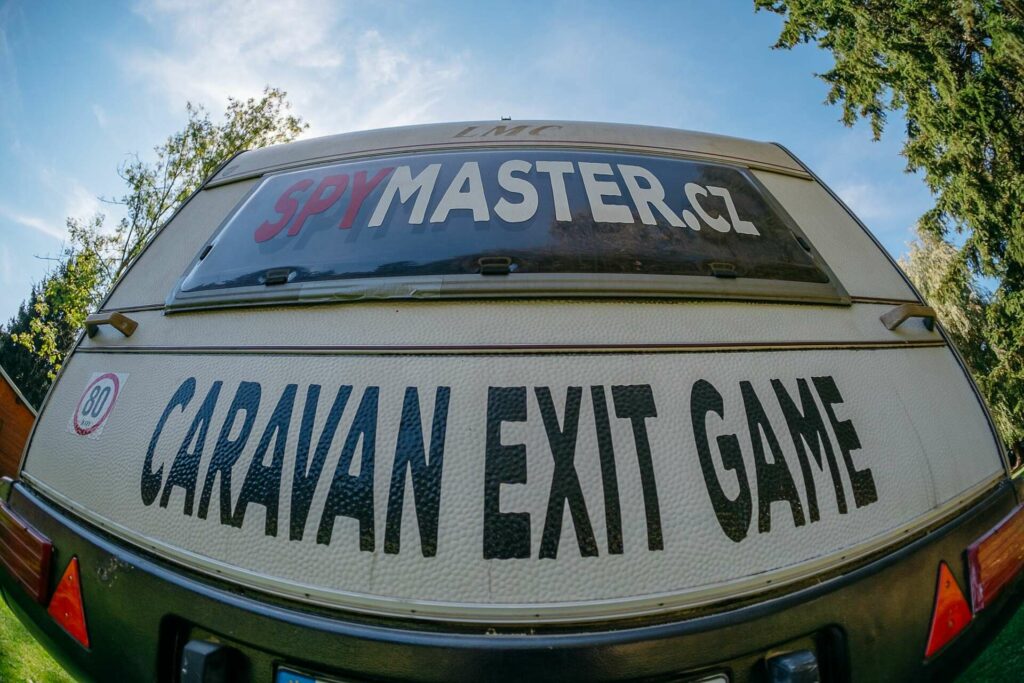 LMC
SPYMASTER.CZ
80
CARAVAN EXIT GAME